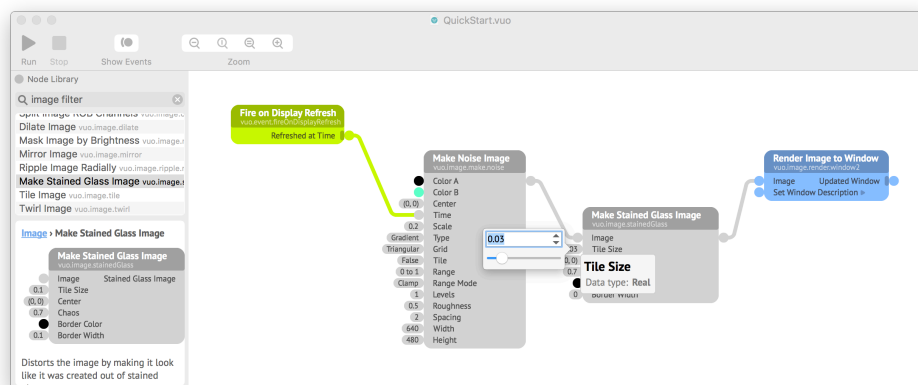 QuickStart.vuo
Run Stop Show Events Zoom
Node Library
image filter
Dilate Image vuo.image.dilate
Mask Image by Brightness vuo.image.r
Mirror Image vuo.image.mirror
Ripple Image Radially vuo.image.ripple.r
Make Stained Glass Image vuo.image.s
Tile Image vuo.image.tile
Twirl Image vuo.image.twirl
Image › Make Stained Glass Image
Make Stained Glass Image
vuo.image.stainedGlass
Image Stained Glass Image
0.1 Tile Size
(0, 0) Center
0.7 Chaos
Border Color
0.1 Border Width
Distorts the image by making it look
like it was created out of stained
Fire on Display Refresh
vuo.event.fireOnDisplayRefresh
Refreshed at Time
Make Noise Image
vuo.image.make.noise
Color A
Color B
(0, 0) Center
Time
0.2 Scale
Gradient Type
Triangular Grid
False Tile
0 to 1 Range
Clamp Range Mode
1 Levels
0.5 Roughness
2 Spacing
640 Width
480 Height
0.03
Make Stained Glass Image
vuo.image.stainedGlass
Image
.03 Tile Size
0, 0)
0.7
0 Border Width
Tile Size
Data type: Real
Render Image to Window
vuo.image.render.window2
Image Updated Window
Set Window Description